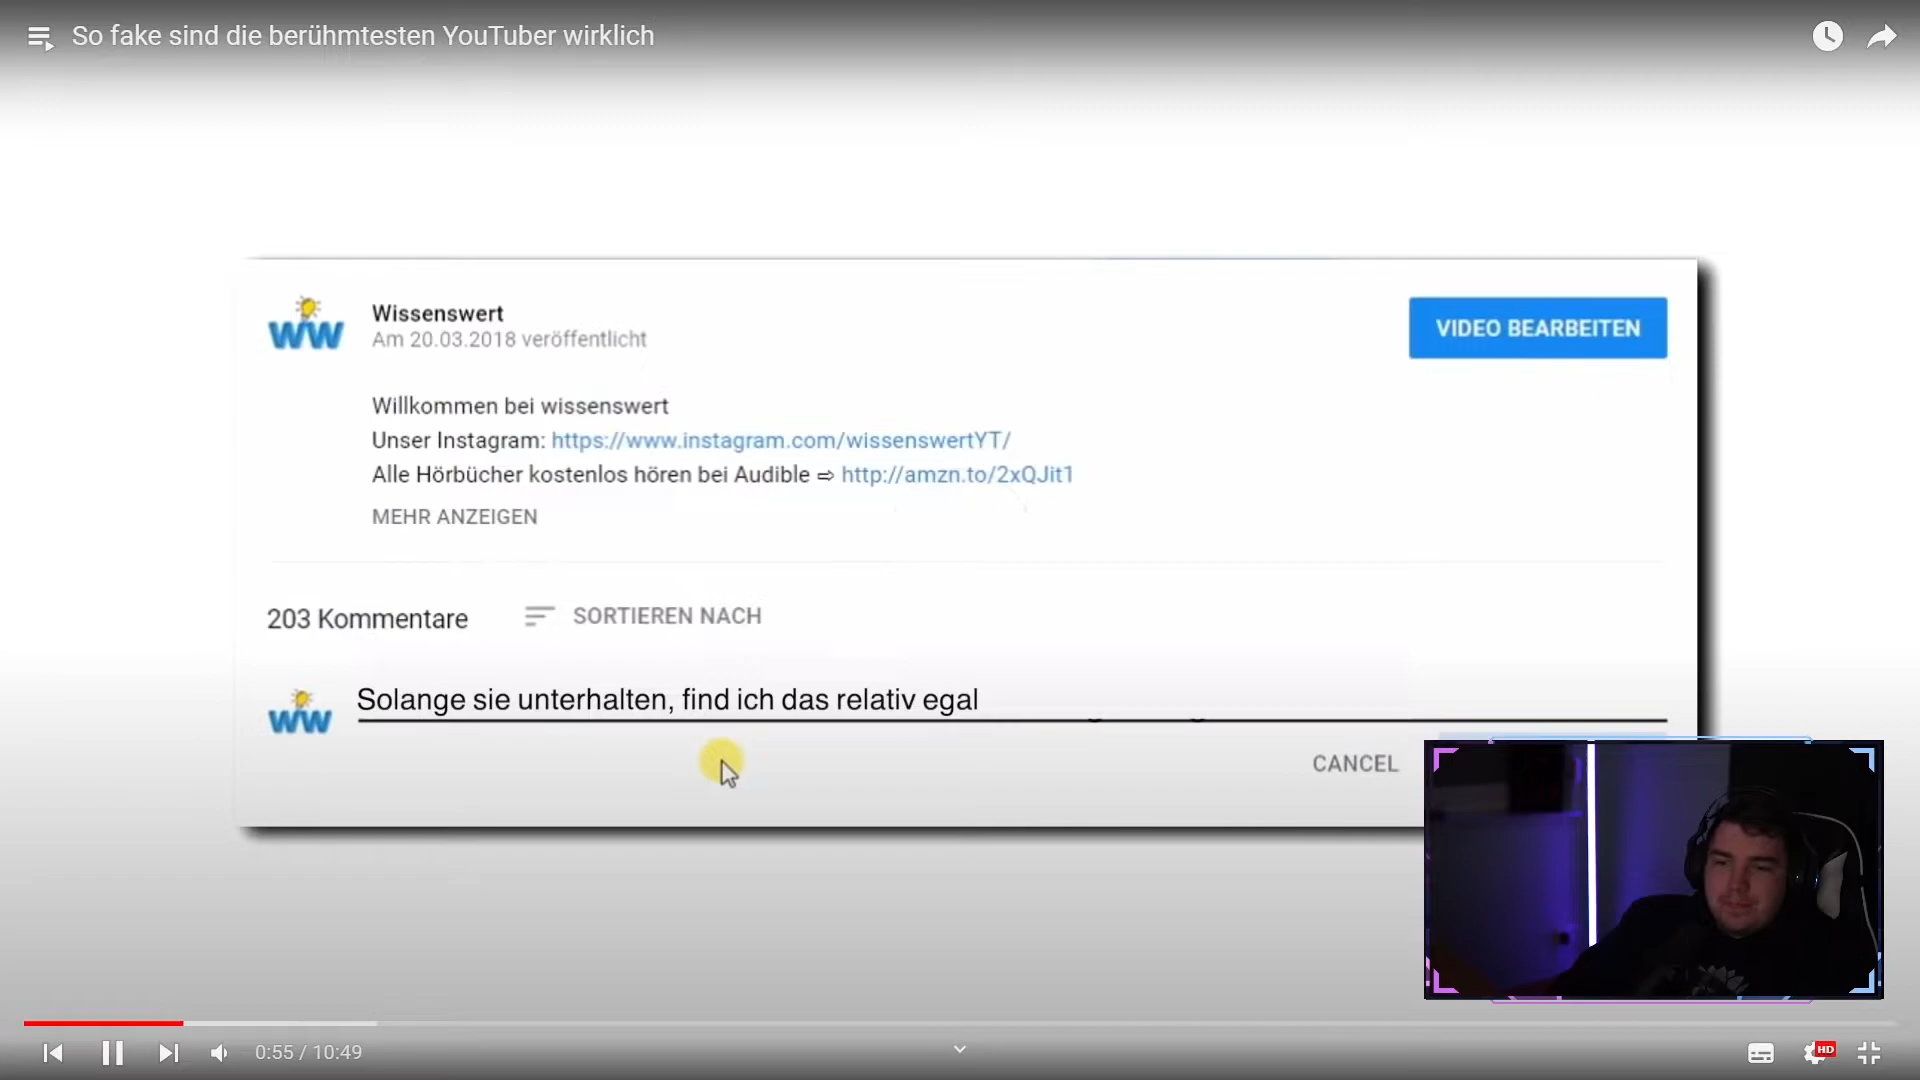 So fake sind die berühmtesten YouTuber wirklich
WW
Wissenswert
Am 20.03.2018 veröffentlicht
VIDEO BEARBEITEN
Willkommen bei wissenswert
Unser Instagram: https://www.instagram.com/wissenswertYT/
Alle Hörbücher kostenlos hören bei Audible ⇨ http://amzn.to/2xQJit1
MEHR ANZEIGEN
203 Kommentare SORTIEREN NACH
WW
Solange sie unterhalten, find ich das relativ egal
CANCEL
0:55 / 10:49
HD